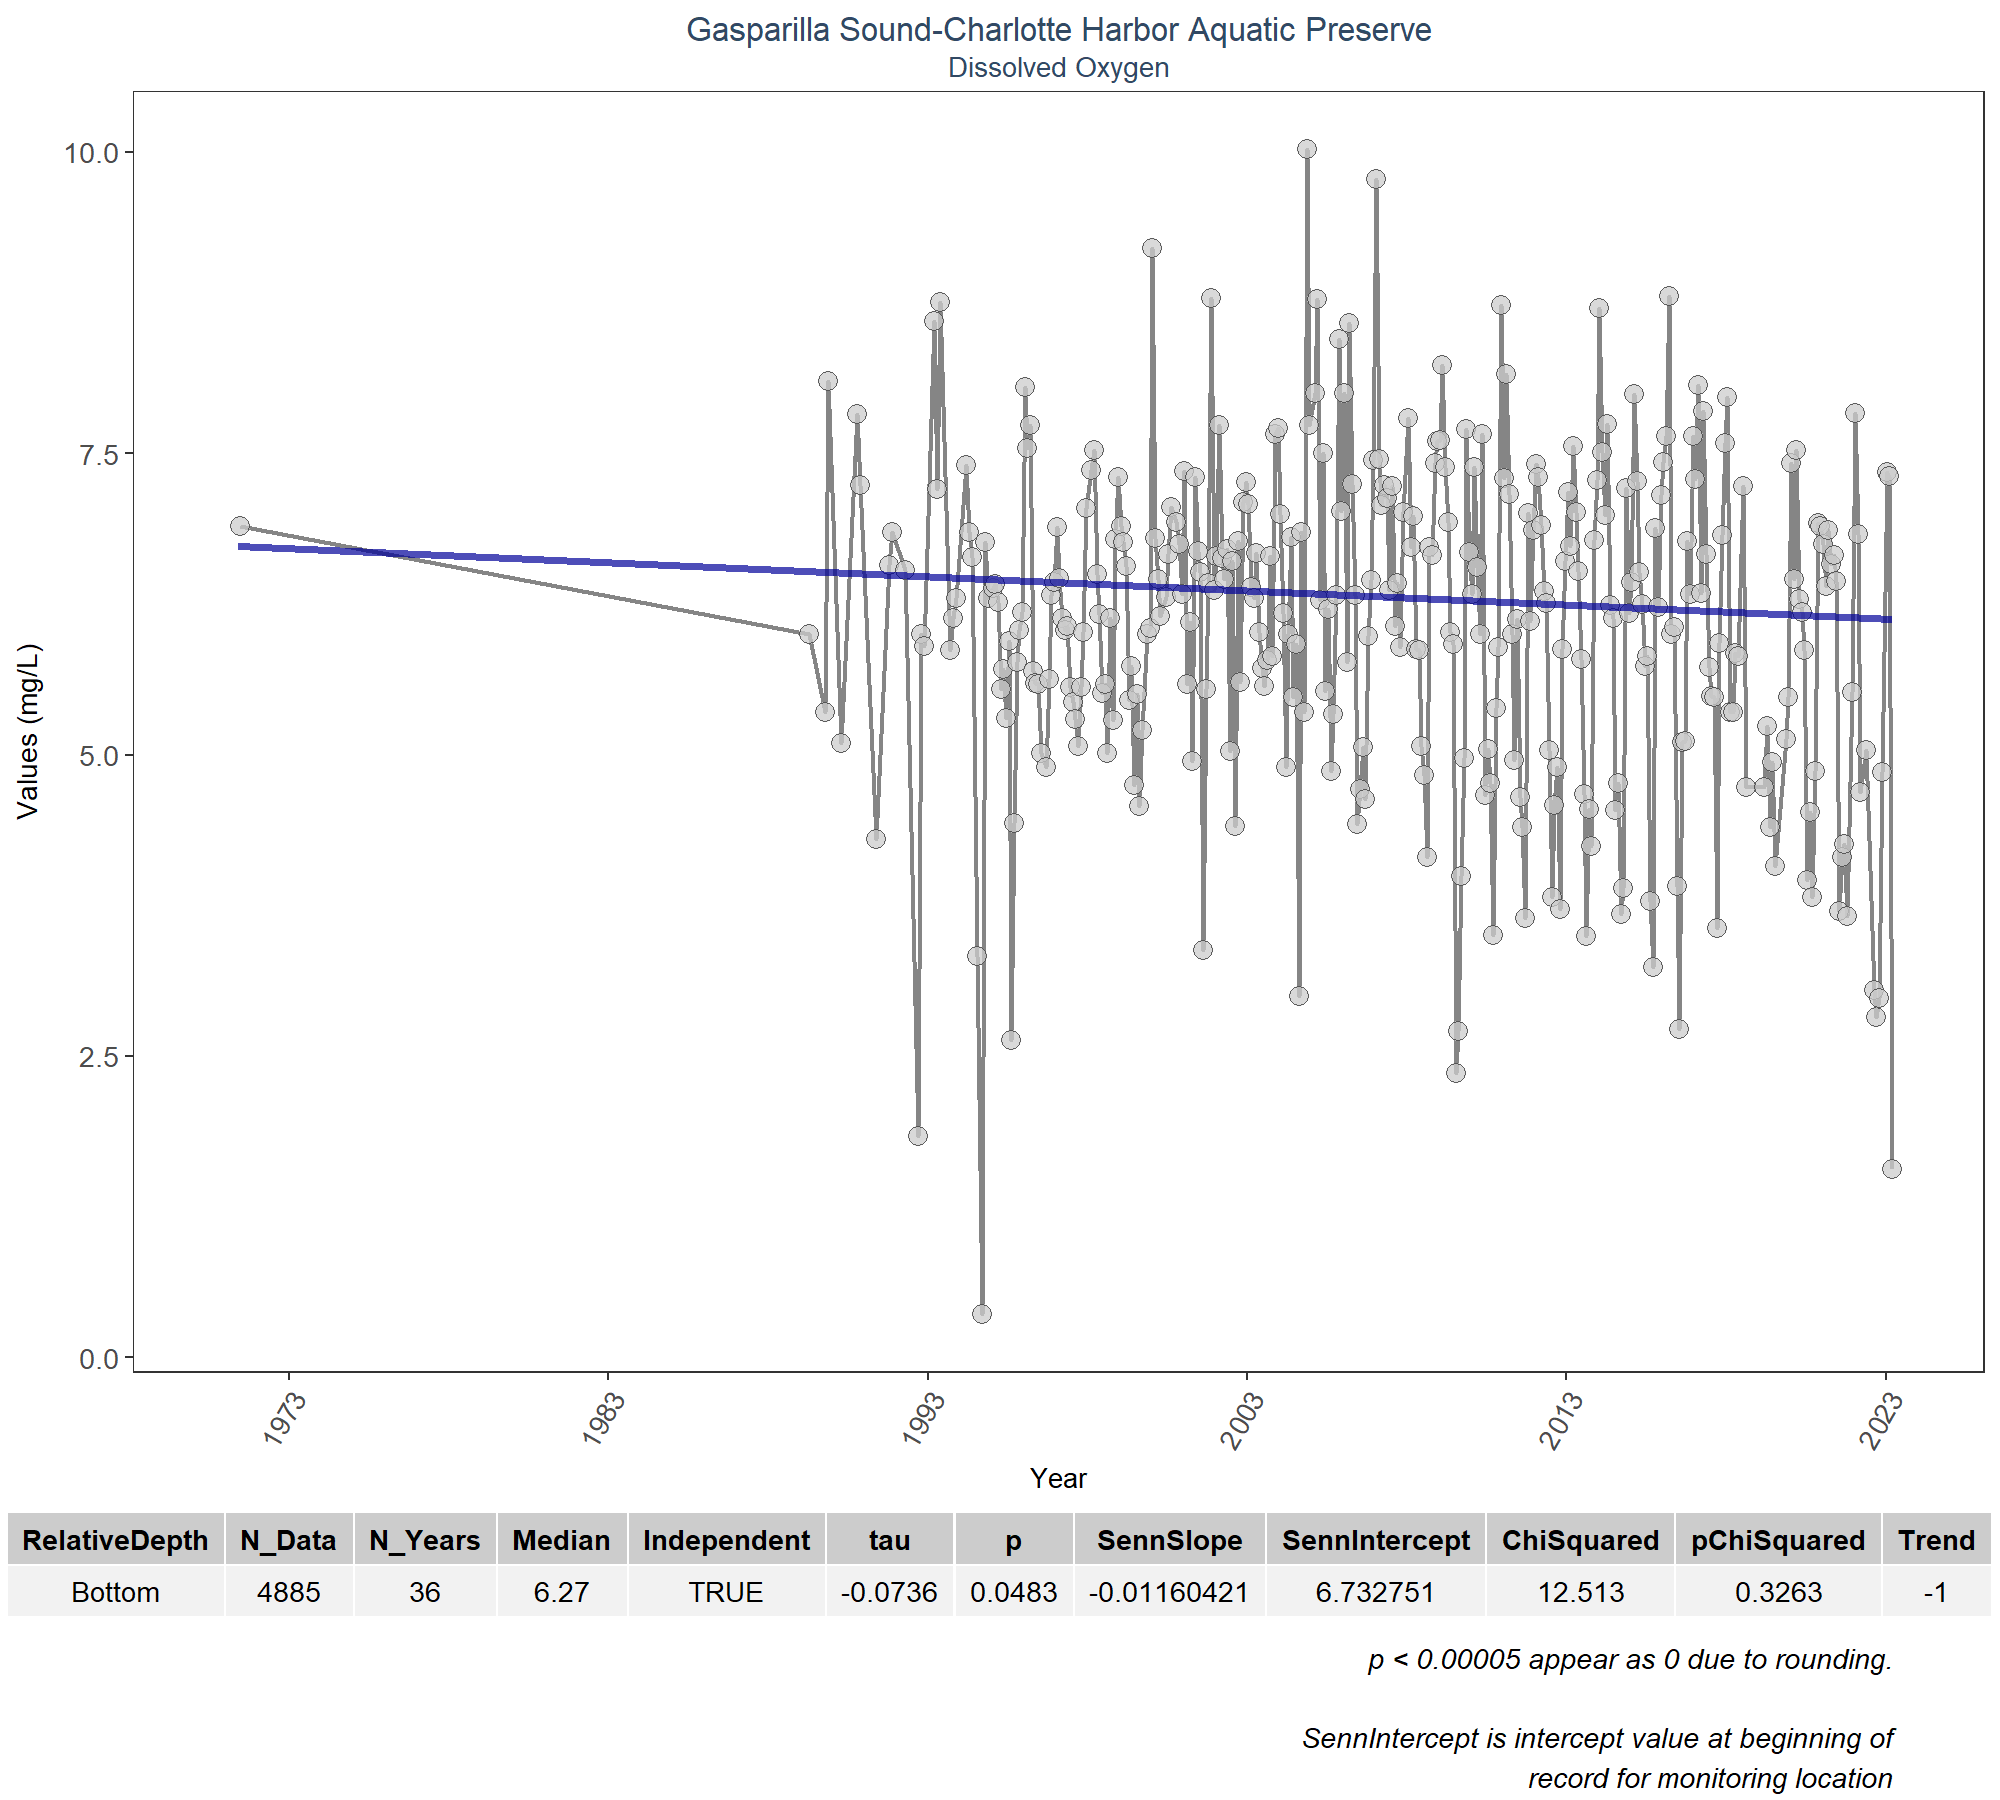 Gasparilla Sound-Charlotte Harbor Aquatic Preserve
Dissolved Oxygen
10.0
7.5
5.0
2.5
0.0
Values (mg/L)
1973 1983 1993 2003 2013 2023
Year
RelativeDepth N_Data N_Years Median Independent tau p SennSlope SennIntercept ChiSquared pChiSquared Trend
Bottom 4885 36 6.27 TRUE -0.0736 0.0483 -0.01160421 6.732751 12.513 0.3263 -1
p < 0.00005 appear as 0 due to rounding.
SennIntercept is intercept value at beginning of
record for monitoring location